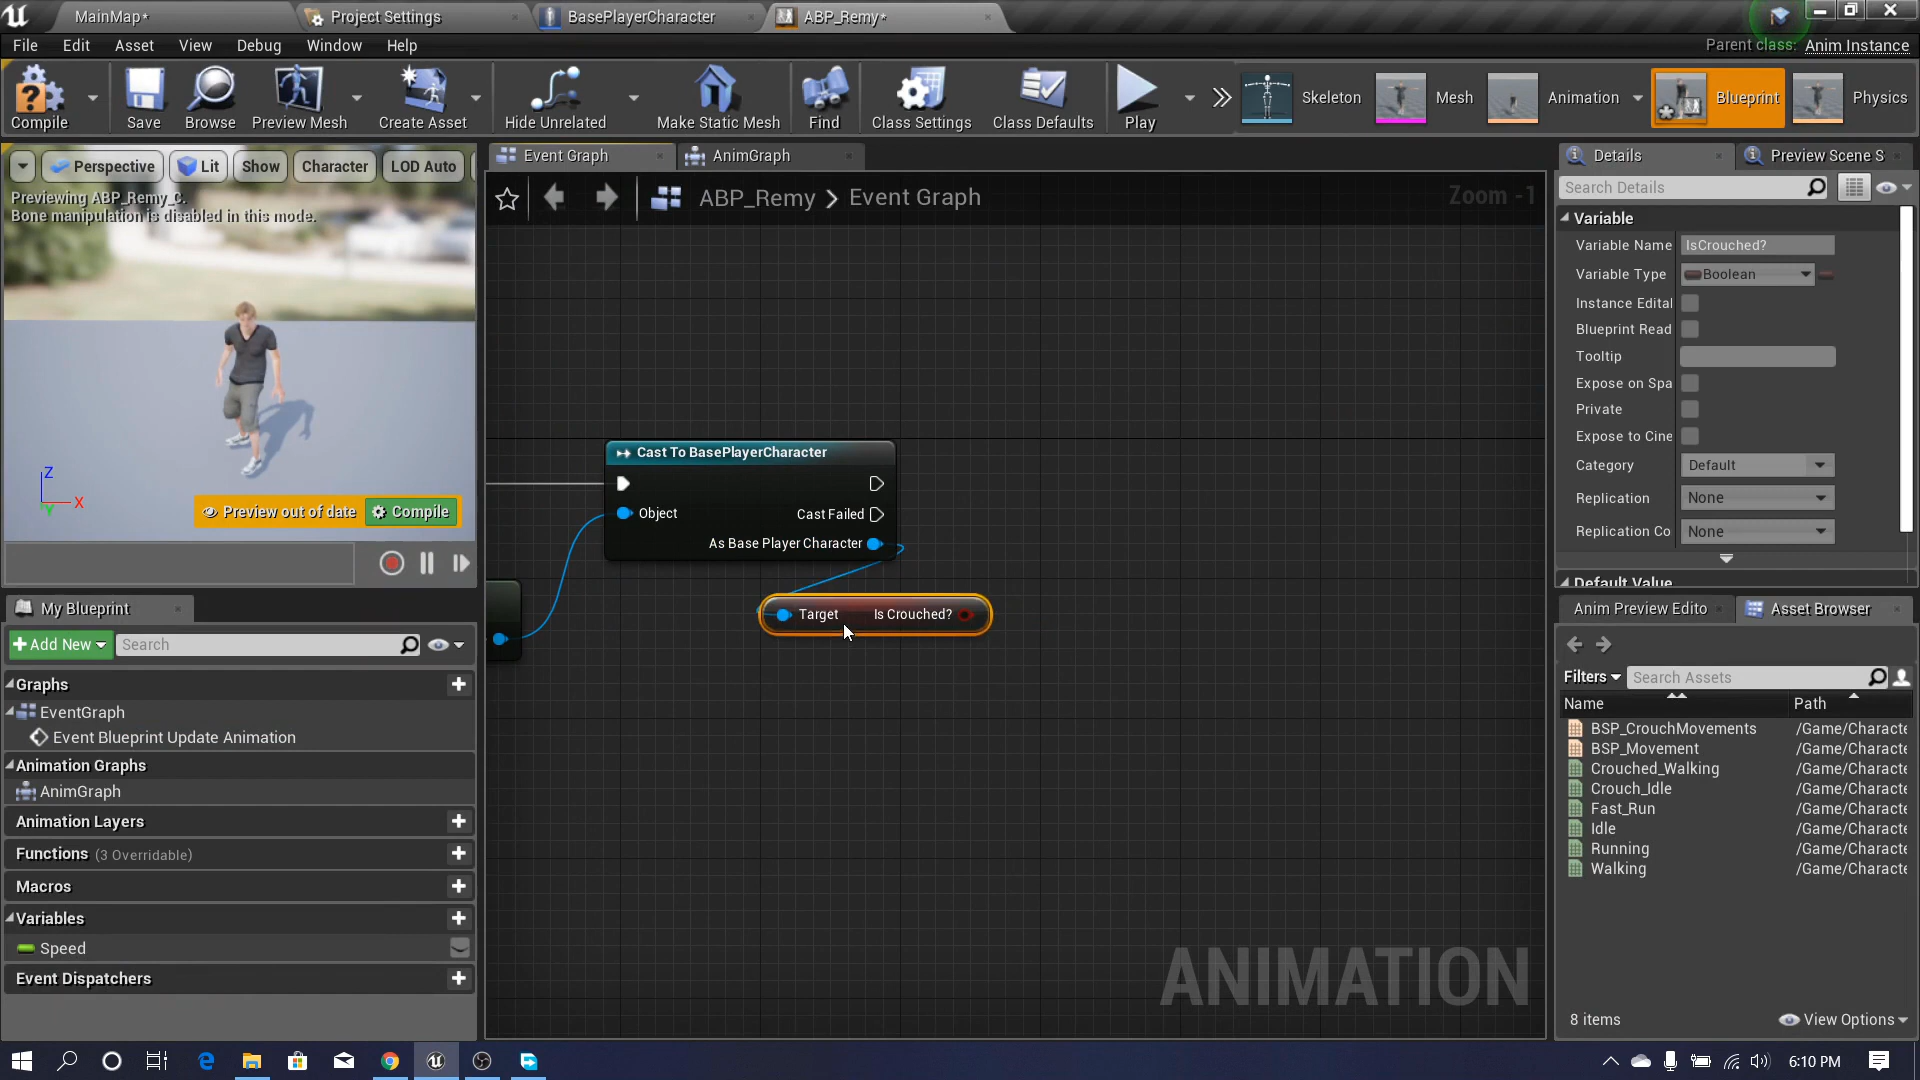 MainMap*
Project Settings
BasePlayerCharacter
ABP_Remy*
File Edit Asset View Debug Window Help
Parent class: Anim Instance
Compile
Save
Browse
Preview Mesh
Create Asset
Hide Unrelated
Make Static Mesh
Find
Class Settings
Class Defaults
Play
Skeleton
Mesh
Animation
Blueprint
Physics
Perspective
Lit
Show
Character
LOD Auto
Previewing ABP_Remy_C.
Bone manipulation is disabled in this mode.
Z
X
Y
Preview out of date
Compile
My Blueprint
Add New
Search
Graphs
EventGraph
Event Blueprint Update Animation
Animation Graphs
AnimGraph
Animation Layers
Functions (3 Overridable)
Macros
Variables
Speed
Event Dispatchers
Event Graph
AnimGraph
ABP_Remy > Event Graph
Zoom -1
Cast To BasePlayerCharacter
Object
Cast Failed
As Base Player Character
Target
Is Crouched?
ANIMATION
Details
Preview Scene S
Search Details
Variable
Variable Name IsCrouched?
Variable Type Boolean
Instance Edital
Blueprint Read
Tooltip
Expose on Spa
Private
Expose to Cine
Category Default
Replication None
Replication Co None
Default Value
Anim Preview Edito
Asset Browser
Filters
Search Assets
Name Path
BSP_CrouchMovements /Game/Characte
BSP_Movement /Game/Characte
Crouched_Walking /Game/Characte
Crouch_Idle /Game/Characte
Fast_Run /Game/Characte
Idle /Game/Characte
Running /Game/Characte
Walking /Game/Characte
8 items
View Options
6:10 PM